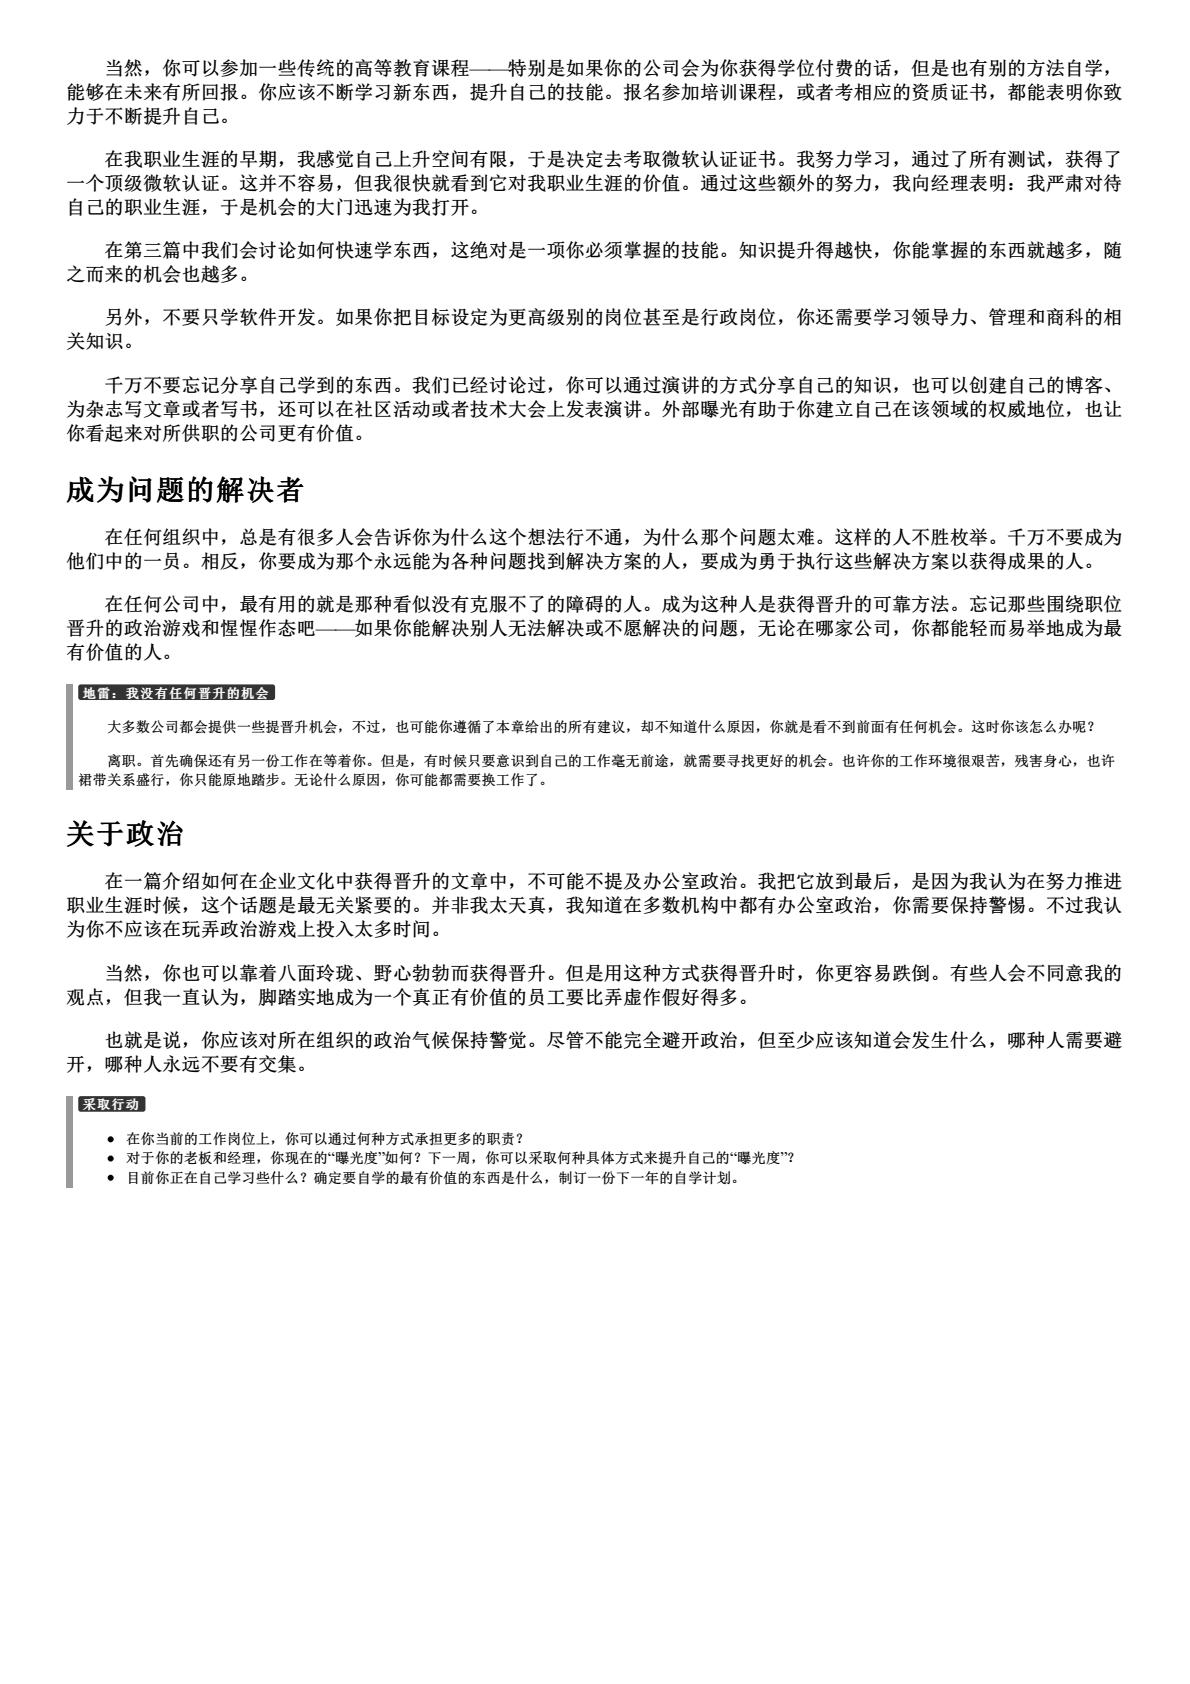 当然，你可以参加一些传统的高等教育课程——特别是如果你的公司会为你获得学位付费的话，但是也有别的方法自学，
能够在未来有所回报。你应该不断学习新东西，提升自己的技能。报名参加培训课程，或者考相应的资质证书，都能表明你致
力于不断提升自己。
在我职业生涯的早期，我感觉自己上升空间有限，于是决定去考取微软认证证书。我努力学习，通过了所有测试，获得了
一个顶级微软认证。这并不容易，但我很快就看到它对我职业生涯的价值。通过这些额外的努力，我向经理表明：我严肃对待
自己的职业生涯，于是机会的大门迅速为我打开。
在第三篇中我们会讨论如何快速学东西，这绝对是一项你必须掌握的技能。知识提升得越快，你能掌握的东西就越多，随
之而来的机会也越多。
另外，不要只学软件开发。如果你把目标设定为更高级别的岗位甚至是行政岗位，你还需要学习领导力、管理和商科的相
关知识。
千万不要忘记分享自己学到的东西。我们已经讨论过，你可以通过演讲的方式分享自己的知识，也可以创建自己的博客、
为杂志写文章或者写书，还可以在社区活动或者技术大会上发表演讲。外部曝光有助于你建立自己在该领域的权威地位，也让
你看起来对所供职的公司更有价值。
成为问题的解决者
在任何组织中，总是有很多人会告诉你为什么这个想法行不通，为什么那个问题太难。这样的人不胜枚举。千万不要成为
他们中的一员。相反，你要成为那个永远能为各种问题找到解决方案的人，要成为勇于执行这些解决方案以获得成果的人。
在任何公司中，最有用的就是那种看似没有克服不了的障碍的人。成为这种人是获得晋升的可靠方法。忘记那些围绕职位
晋升的政治游戏和惺惺作态吧——如果你能解决别人无法解决或不愿解决的问题，无论在哪家公司，你都能轻而易举地成为最
有价值的人。
地雷：我没有任何晋升的机会
大多数公司都会提供一些提晋升机会，不过，也可能你遵循了本章给出的所有建议，却不知道什么原因，你就是看不到前面有任何机会。这时你该怎么办呢？
离职。首先确保还有另一份工作在等着你。但是，有时候只要意识到自己的工作毫无前途，就需要寻找更好的机会。也许你的工作环境很艰苦，残害身心，也许
裙带关系盛行，你只能原地踏步。无论什么原因，你可能都需要换工作了。
关于政治
在一篇介绍如何在企业文化中获得晋升的文章中，不可能不提及办公室政治。我把它放到最后，是因为我认为在努力推进
职业生涯时候，这个话题是最无关紧要的。并非我太天真，我知道在多数机构中都有办公室政治，你需要保持警惕。不过我认
为你不应该在玩弄政治游戏上投入太多时间。
当然，你也可以靠着八面玲珑、野心勃勃而获得晋升。但是用这种方式获得晋升时，你更容易跌倒。有些人会不同意我的
观点，但我一直认为，脚踏实地成为一个真正有价值的员工要比弄虚作假好得多。
也就是说，你应该对所在组织的政治气候保持警觉。尽管不能完全避开政治，但至少应该知道会发生什么，哪种人需要避
开，哪种人永远不要有交集。
采取行动
● 在你当前的工作岗位上，你可以通过何种方式承担更多的职责？
● 对于你的老板和经理，你现在的“曝光度”如何？下一周，你可以采取何种具体方式来提升自己的“曝光度”？
● 目前你正在自己学习些什么？确定要自学的最有价值的东西是什么，制订一份下一年的自学计划。